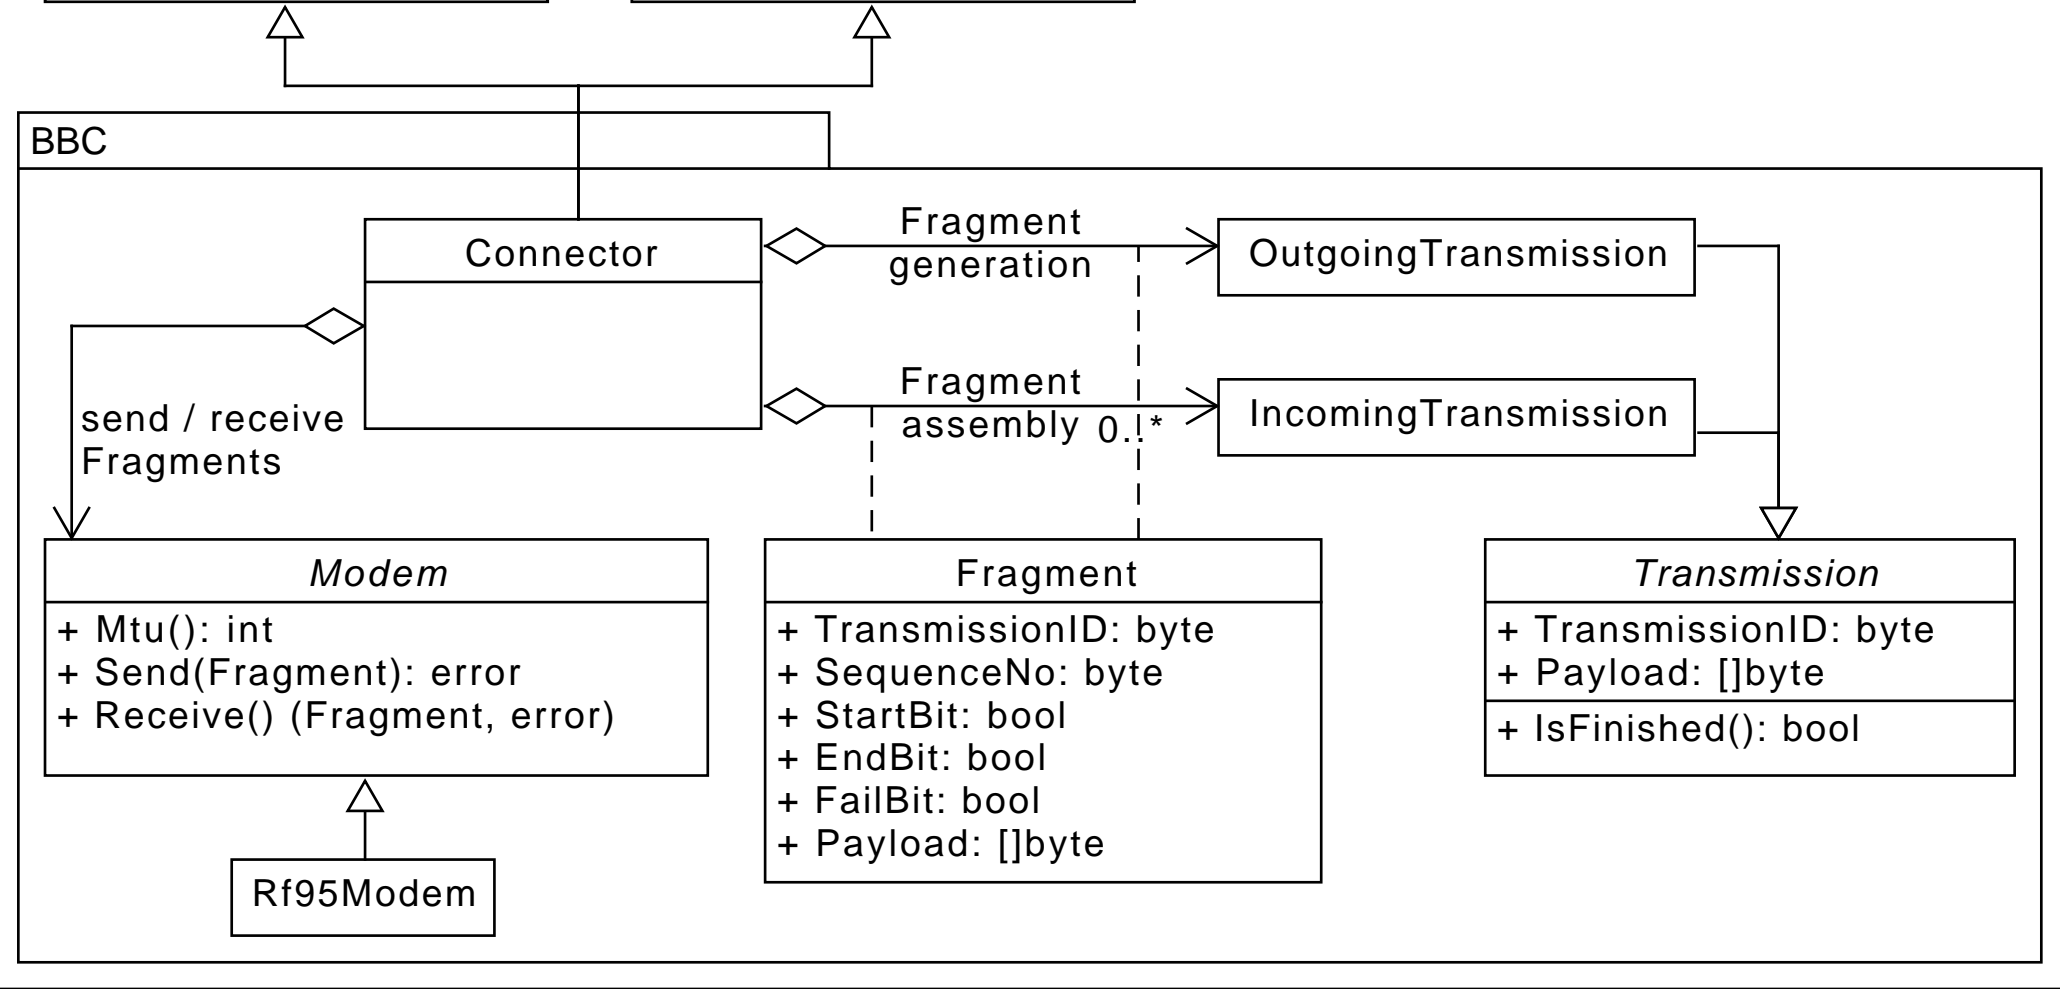 BBC
Connector
Fragment
generation
OutgoingTransmission
Fragment
assembly 0..*
IncomingTransmission
send / receive
Fragments
Modem
+ Mtu(): int
+ Send(Fragment): error
+ Receive() (Fragment, error)
Rf95Modem
Fragment
+ TransmissionID: byte
+ SequenceNo: byte
+ StartBit: bool
+ EndBit: bool
+ FailBit: bool
+ Payload: []byte
Transmission
+ TransmissionID: byte
+ Payload: []byte
+ IsFinished(): bool